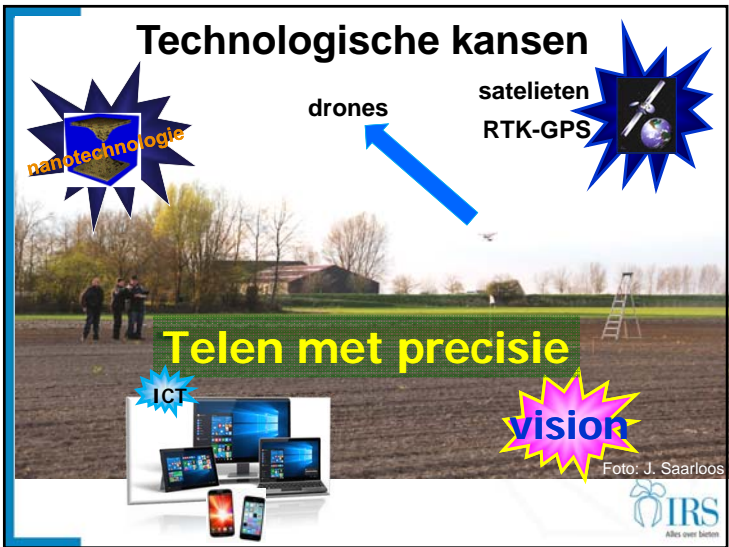 Technologische kansen
nanotechnologie
drones
satelieten
RTK-GPS
Telen met precisie
ICT
vision
Foto: J. Saarloos
IRS
Alles over bieten